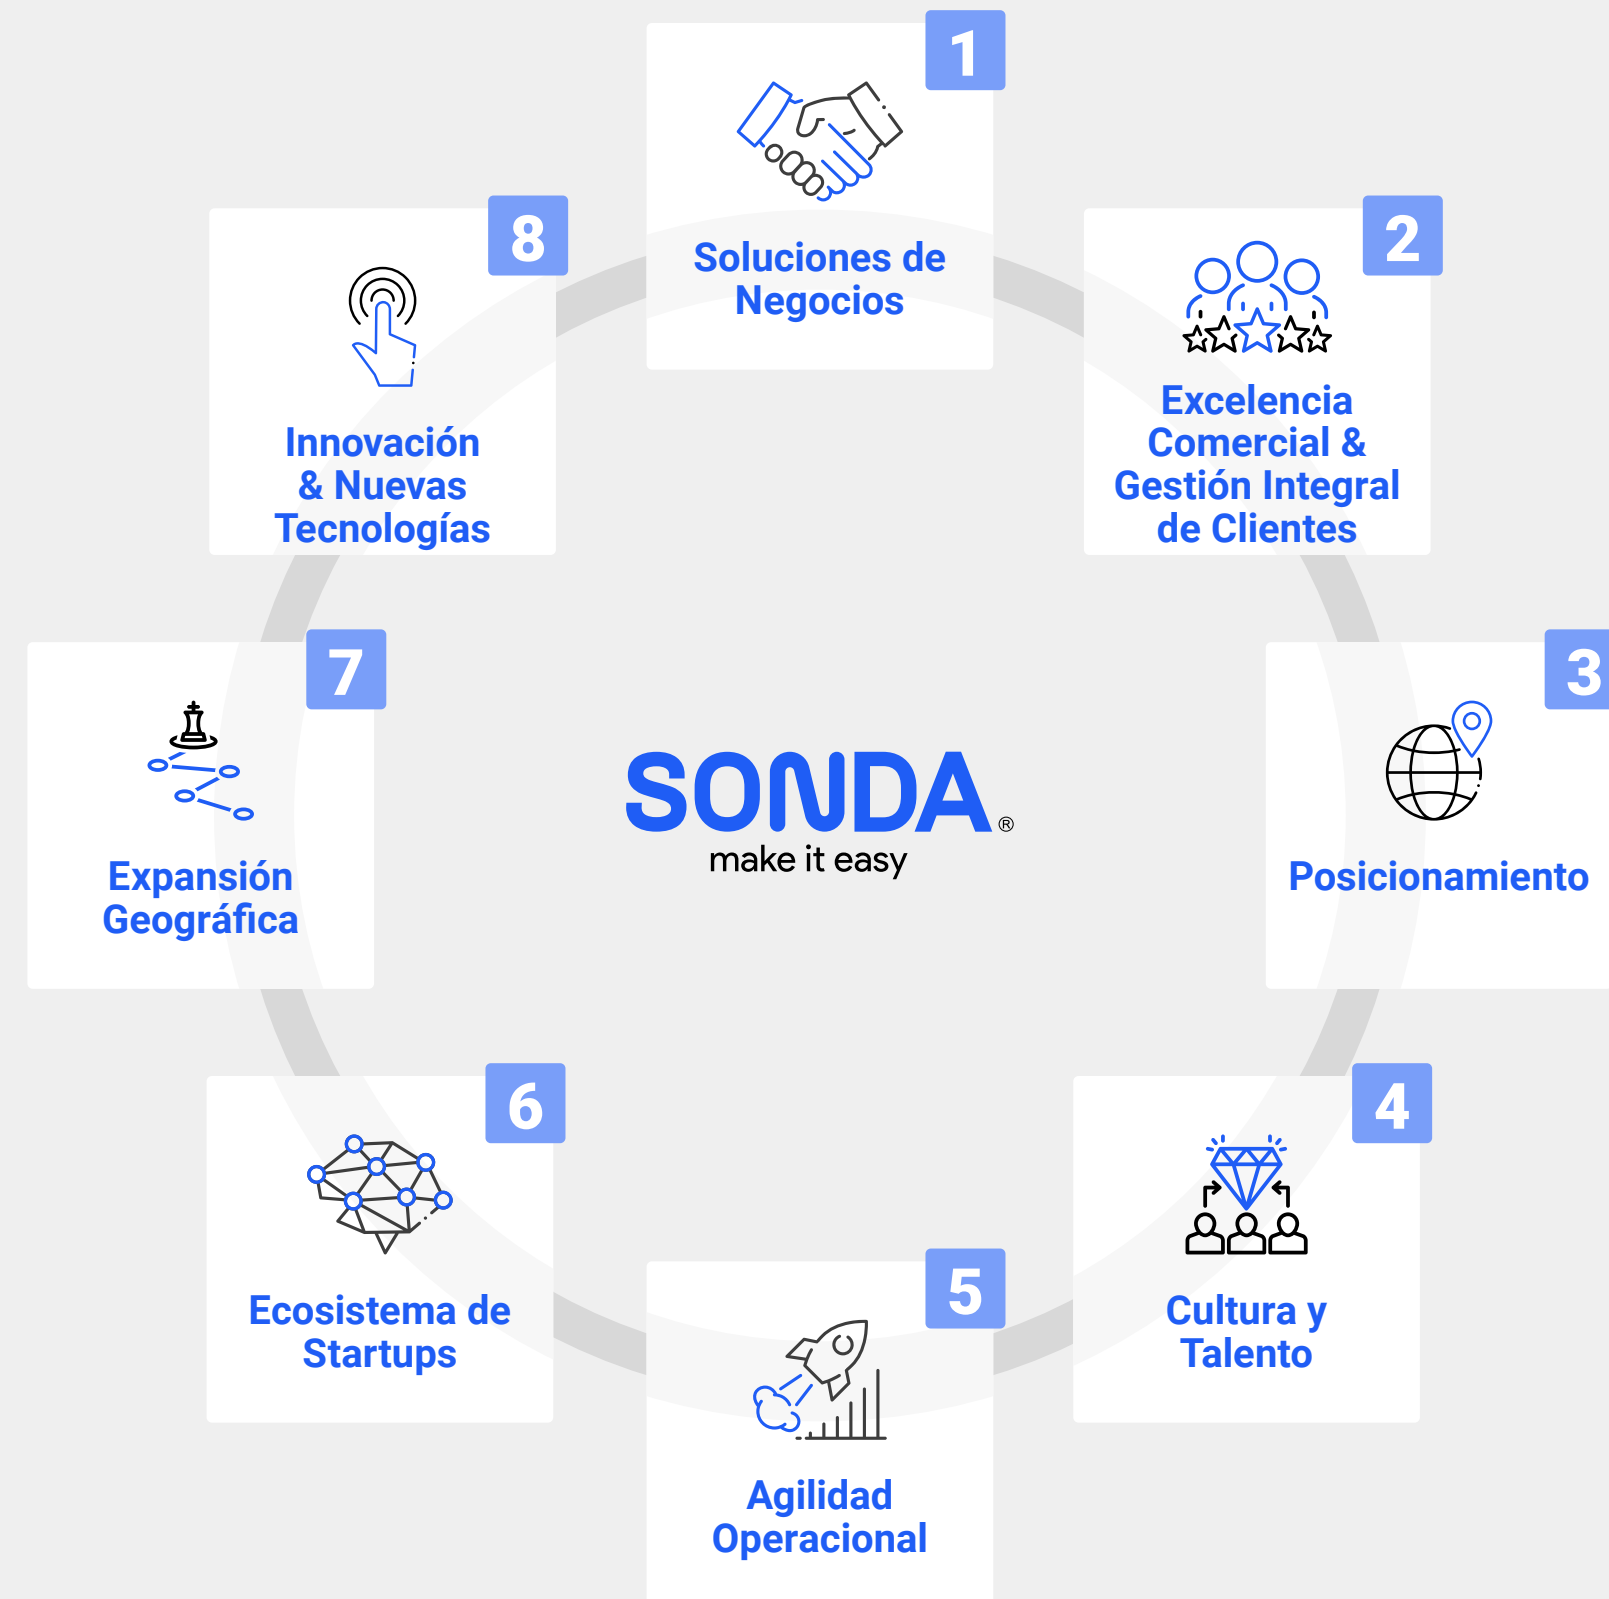 1
Soluciones de
Negocios
2
Excelencia
Comercial &
Gestión Integral
de Clientes
3
Posicionamiento
4
Cultura y
Talento
5
Agilidad
Operacional
6
Ecosistema de
Startups
7
Expansión
Geográfica
8
Innovación
& Nuevas
Tecnologías
SONDA®
make it easy